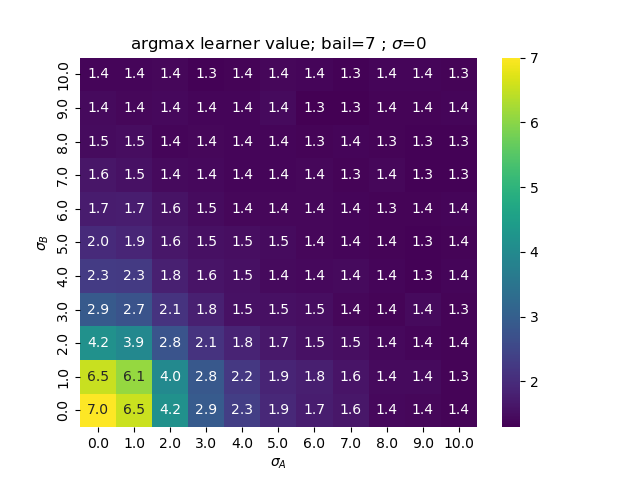 argmax learner value; bail=7 ; σ=0
10.0 1.4 1.4 1.4 1.3 1.4 1.4 1.4 1.3 1.4 1.4 1.3
9.0 1.4 1.4 1.4 1.4 1.4 1.4 1.3 1.3 1.4 1.4 1.4
8.0 1.5 1.5 1.4 1.4 1.4 1.4 1.3 1.4 1.3 1.3 1.3
7.0 1.6 1.5 1.4 1.4 1.4 1.4 1.4 1.3 1.4 1.3 1.3
6.0 1.7 1.7 1.6 1.5 1.4 1.4 1.4 1.4 1.3 1.4 1.4
5.0 2.0 1.9 1.6 1.5 1.5 1.5 1.4 1.4 1.4 1.3 1.4
4.0 2.3 2.3 1.8 1.6 1.5 1.4 1.4 1.4 1.4 1.3 1.4
3.0 2.9 2.7 2.1 1.8 1.5 1.5 1.5 1.4 1.4 1.4 1.3
2.0 4.2 3.9 2.8 2.1 1.8 1.7 1.5 1.5 1.4 1.4 1.4
1.0 6.5 6.1 4.0 2.8 2.2 1.9 1.8 1.6 1.4 1.4 1.3
0.0 7.0 6.5 4.2 2.9 2.3 1.9 1.7 1.6 1.4 1.4 1.4
0.0 1.0 2.0 3.0 4.0 5.0 6.0 7.0 8.0 9.0 10.0
σ_A
σ_B
7
6
5
4
3
2